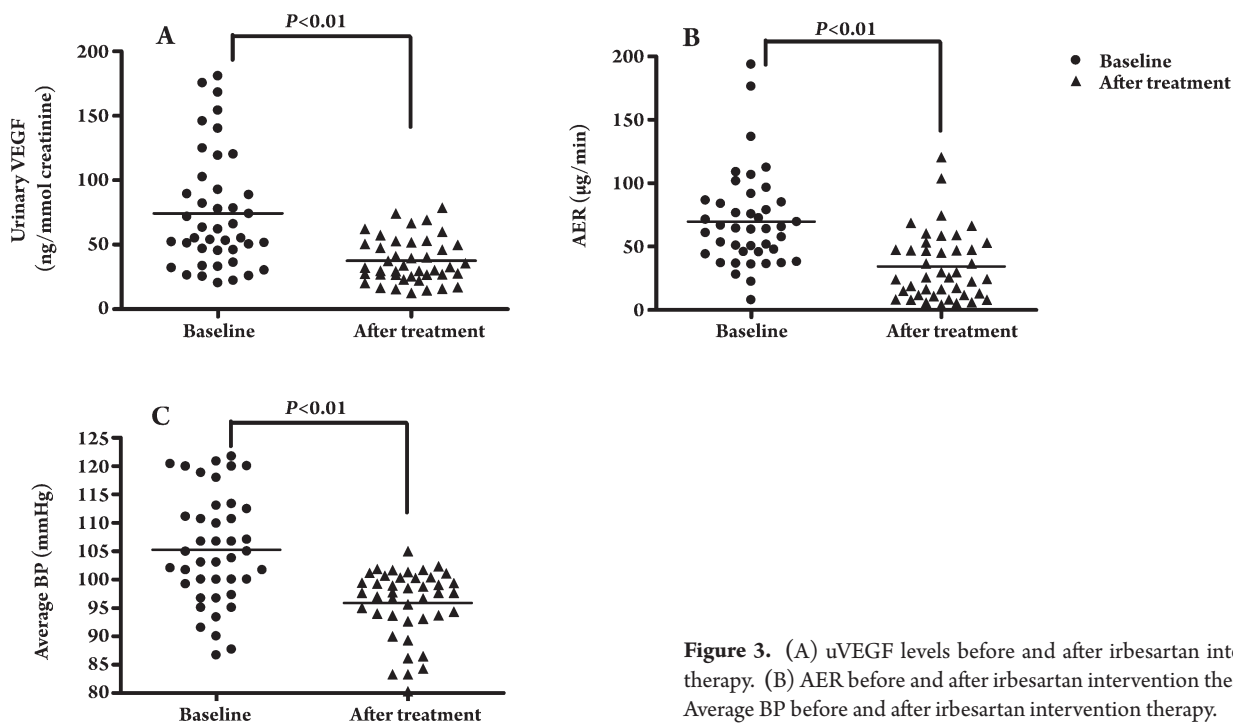 A
P<0.01
Urinary VEGF
(ng/mmol creatinine)
200
150
100
50
0
Baseline
After treatment
B
P<0.01
AER (μg/min)
200
150
100
50
0
Baseline
After treatment
Baseline
After treatment
C
P<0.01
Average BP (mmHg)
125
120
115
110
105
100
95
90
85
80
Baseline
After treatment
Figure 3. (A) uVEGF levels before and after irbesartan
therapy. (B) AER before and after irbesartan intervention
Average BP before and after irbesartan intervention therapy.